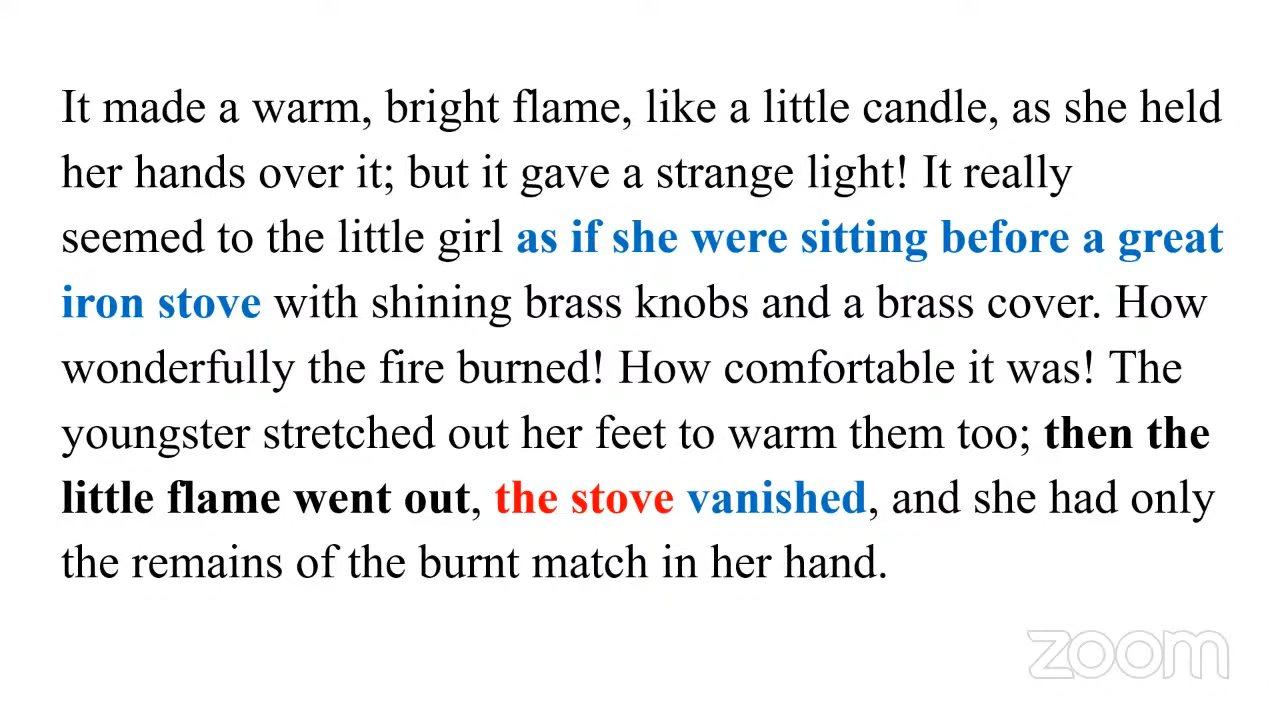 It made a warm, bright flame, like a little candle, as she held
her hands over it; but it gave a strange light! It really
seemed to the little girl as if she were sitting before a great
iron stove with shining brass knobs and a brass cover. How
wonderfully the fire burned! How comfortable it was! The
youngster stretched out her feet to warm them too; then the
little flame went out, the stove vanished, and she had only
the remains of the burnt match in her hand.
zoom